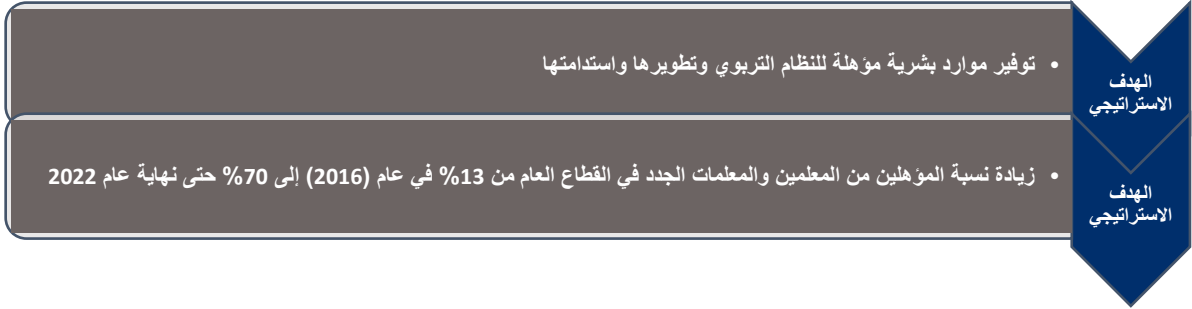 الهدف
الاستراتيجي
• توفير موارد بشرية مؤهلة للنظام التربوي وتطويرها واستدامتها
الهدف
الاستراتيجي
• زيادة نسبة المؤهلين من المعلمين والمعلمات الجدد في القطاع العام من 13% في عام (2016) إلى 70% حتى نهاية عام 2022